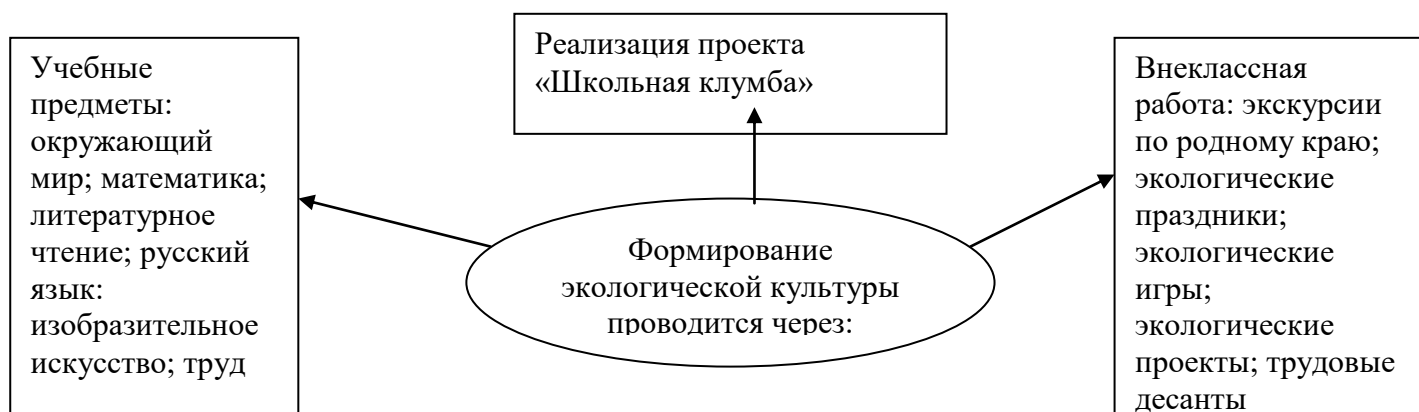 Учебные
предметы:
окружающий
мир; математика;
литературное
чтение; русский
язык:
изобразительное
искусство; труд
Реализация проекта
«Школьная клумба»
Формирование
экологической культуры
проводится через:
Внеклассная
работа: экскурсии
по родному краю;
экологические
праздники;
экологические
игры;
экологические
проекты; трудовые
десанты